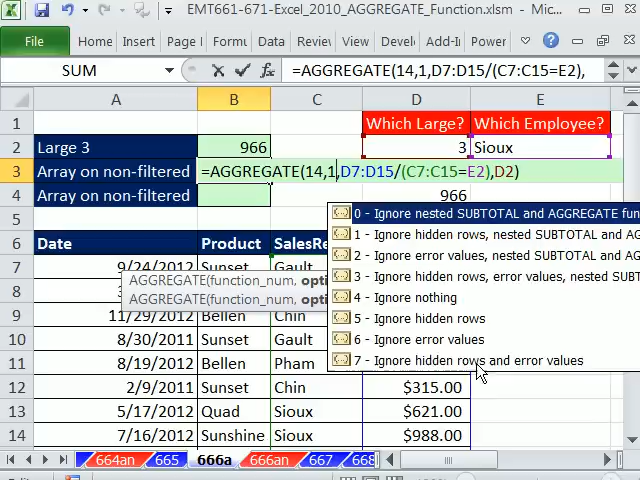 EMT661-671-Excel_2010_AGGREGATE_Function.xlsm - Mic...
File Home Insert Page Form Data Review View Deve Add-I Powe
SUM =AGGREGATE(14,1,D7:D15/(C7:C15=E2),
A B C D E
1 Which Large? Which Employee?
2 Large 3 966 3 Sioux
3 Array on non-filtered =AGGREGATE(14,1,D7:D15/(C7:C15=E2),D2)
4 Array on non-filtered 966
5 0 - Ignore nested SUBTOTAL and AGGREGATE fun
1 - Ignore hidden rows, nested SUBTOTAL and AG
6 Date Product SalesRe 2 - Ignore error values, nested SUBTOTAL and AG
7 9/24/2012 Sunset Gault 3 - Ignore hidden rows, error values, nested SUBT
AGGREGATE(function_num, opti
8 4 - Ignore nothing
AGGREGATE(function_num, opti
9 11/29/2012 Bellen Chin 5 - Ignore hidden rows
10 8/30/2011 Sunset Gault 6 - Ignore error values
11 8/19/2012 Bellen Pham 7 - Ignore hidden rows and error values
12 2/9/2011 Sunset Chin $315.00
13 5/17/2012 Quad Sioux $621.00
14 7/16/2012 Sunshine Sioux $988.00
664an 665 666a 666an 667 668
Edit